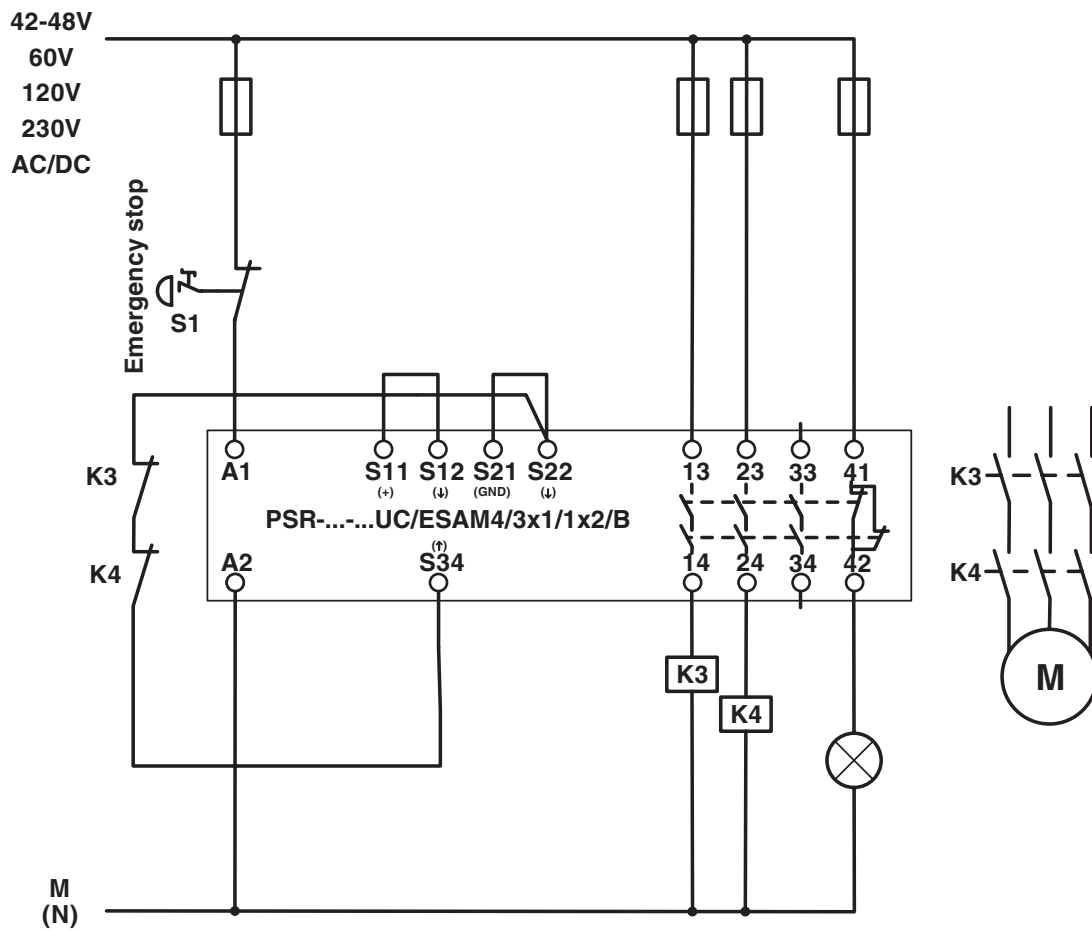 42-48V
60V
120V
230V
AC/DC
Emergency stop
S1
K3
K4
A1
S11
S12
S21
S22
13
23
33
41
(+)
(↓)
(GND)
(↓)
PSR-...-...UC/ESAM4/3x1/1x2/B
(↑)
A2
S34
14
24
34
42
K3
K4
K3
K4
M
M
(N)